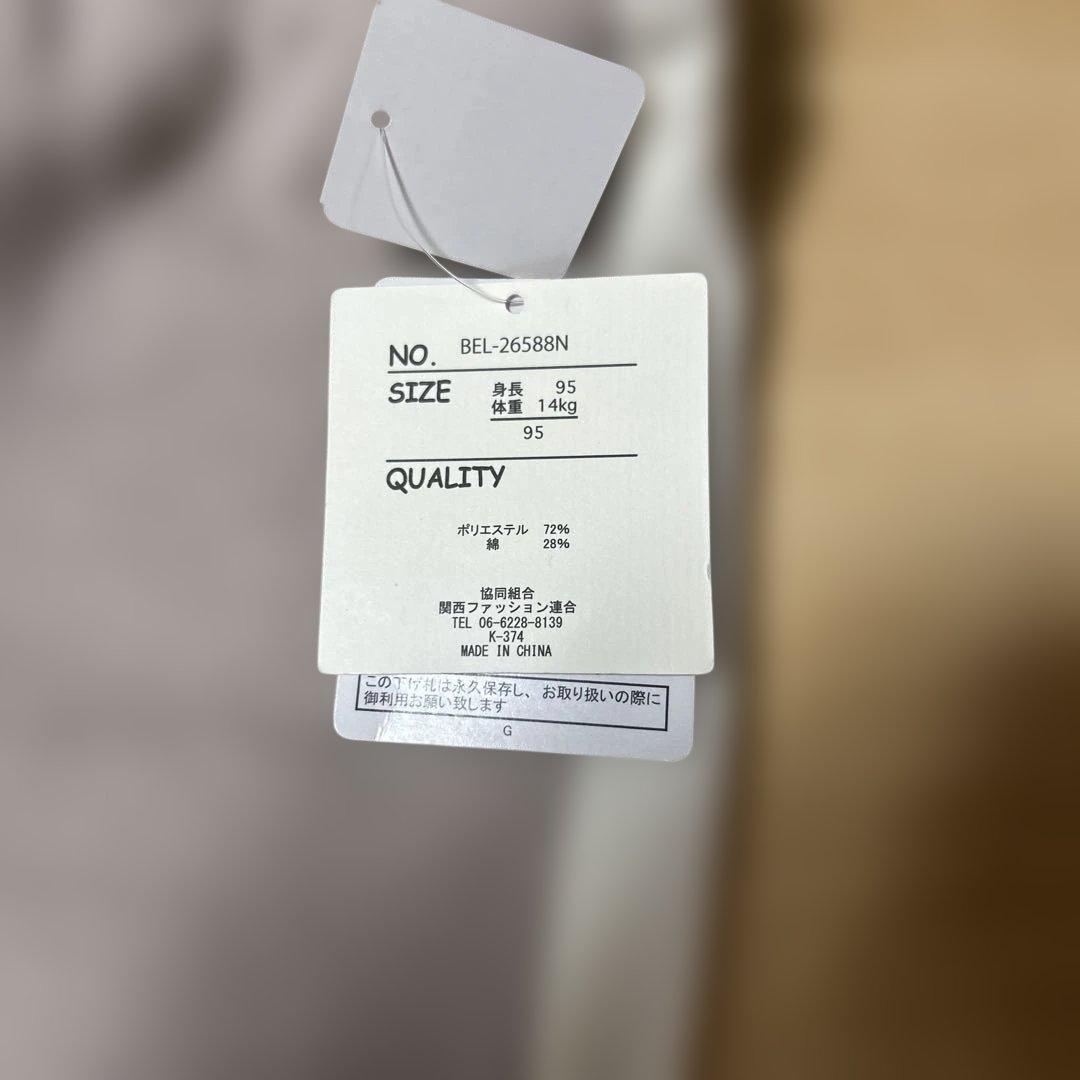 NO. BEL-26588N
SIZE 身長 95
体重 14kg
95
QUALITY
ポリエステル 72%
綿 28%
協同組合
関西ファッション連合
TEL 06-6228-8139
K-374
MADE IN CHINA
この下げ札は永久保存し、お取り扱いの際に
御利用お願い致します
G